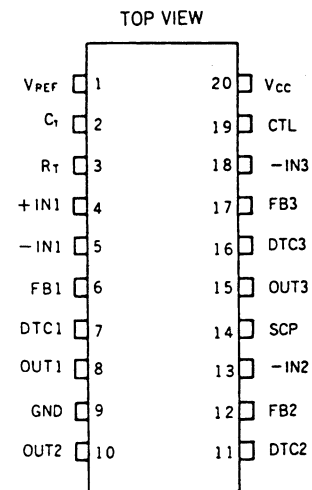 TOP VIEW
VREF 1 20 Vcc
CT 2 19 CTL
RT 3 18 −IN3
+IN1 4 17 FB3
−IN1 5 16 DTC3
FB1 6 15 OUT3
DTC1 7 14 SCP
OUT1 8 13 −IN2
GND 9 12 FB2
OUT2 10 11 DTC2